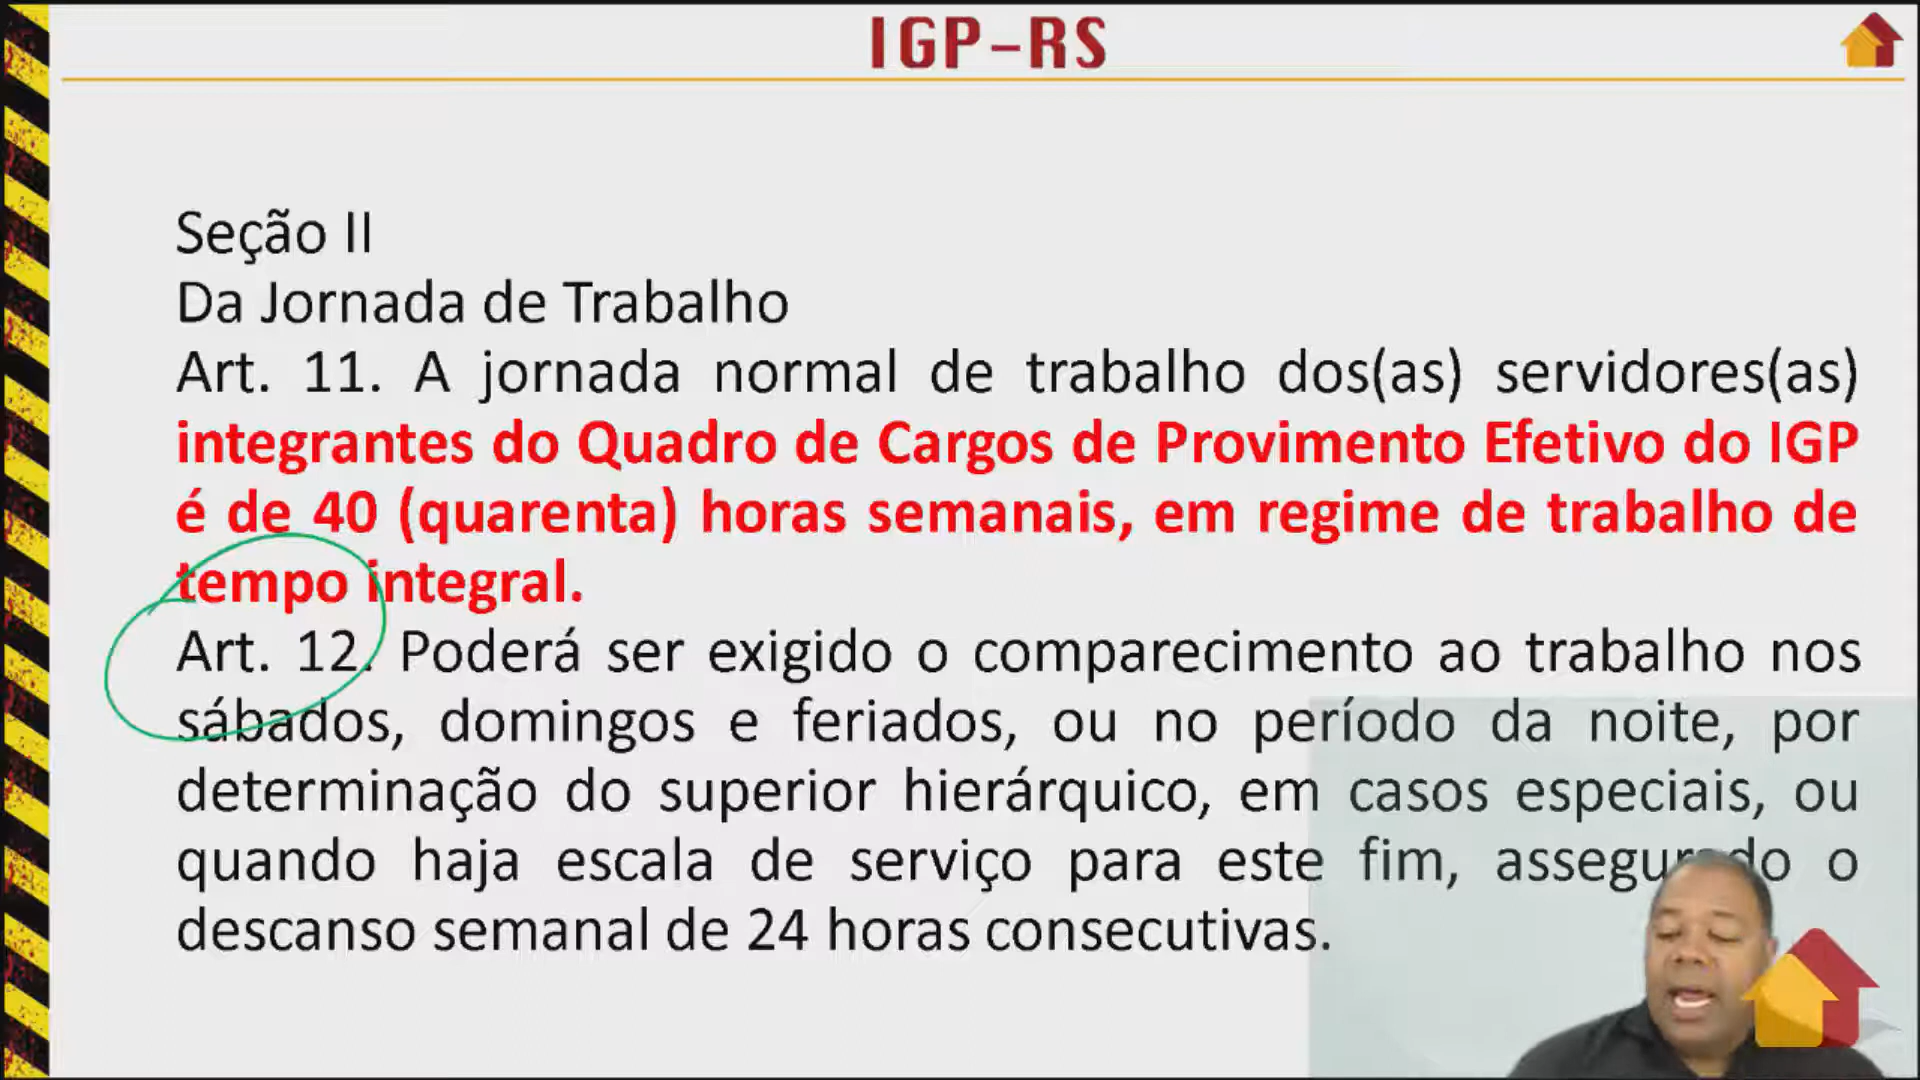 IGP-RS
Seção II
Da Jornada de Trabalho
Art. 11. A jornada normal de trabalho dos(as) servidores(as)
integrantes do Quadro de Cargos de Provimento Efetivo do IGP
é de 40 (quarenta) horas semanais, em regime de trabalho de
tempo integral.
Art. 12. Poderá ser exigido o comparecimento ao trabalho nos
sábados, domingos e feriados, ou no período da noite, por
determinação do superior hierárquico, em casos especiais, ou
quando haja escala de serviço para este fim, assegurado o
descanso semanal de 24 horas consecutivas.